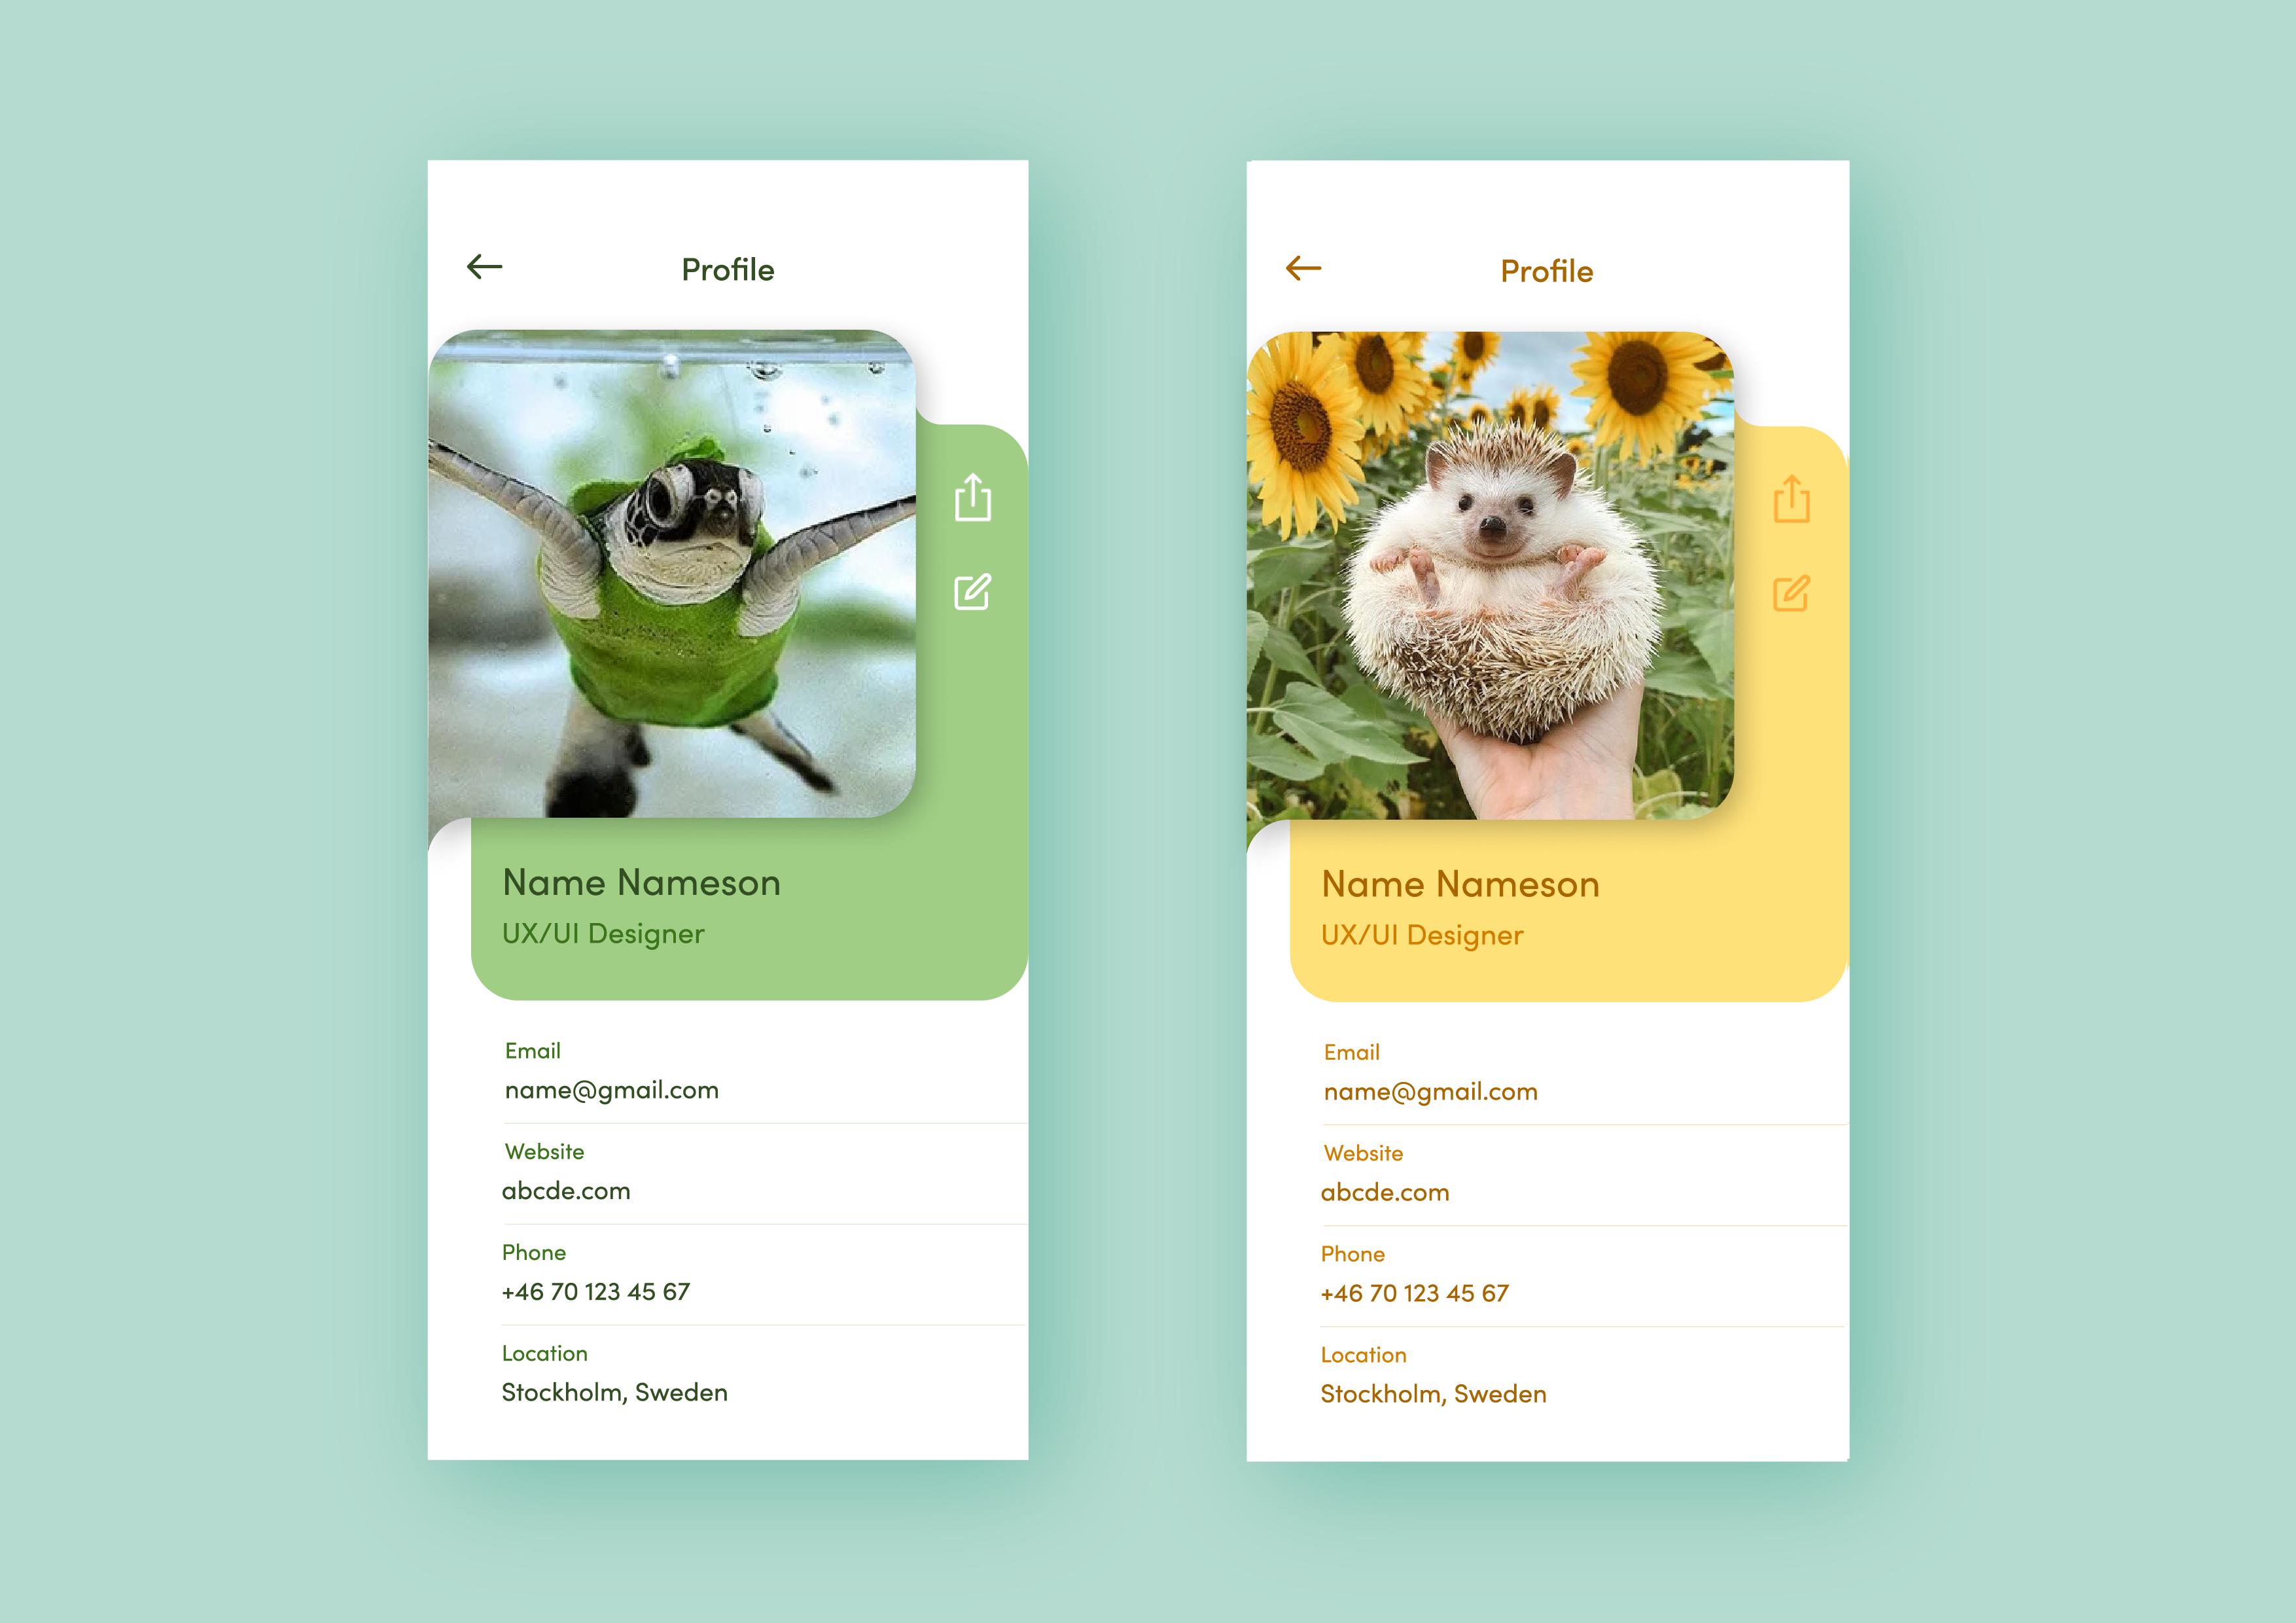 Profile
Name Nameson
UX/UI Designer
Email
name@gmail.com
Website
abcde.com
Phone
+46 70 123 45 67
Location
Stockholm, Sweden
Profile
Name Nameson
UX/UI Designer
Email
name@gmail.com
Website
abcde.com
Phone
+46 70 123 45 67
Location
Stockholm, Sweden